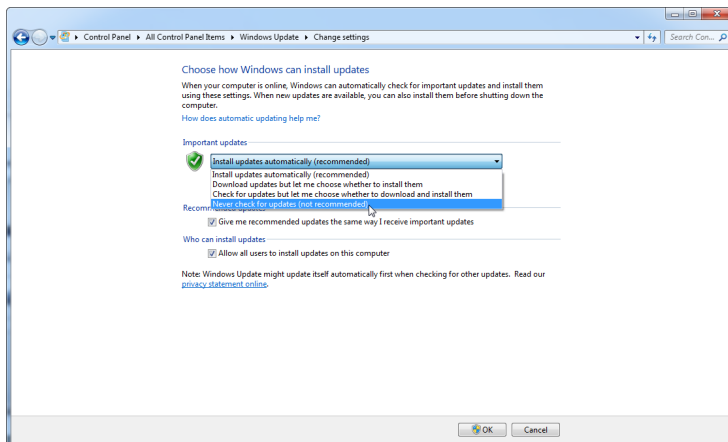 Control Panel ▸ All Control Panel Items ▸ Windows Update ▸ Change settings
Search Con...
Choose how Windows can install updates
When your computer is online, Windows can automatically check for important updates and install them
using these settings. When new updates are available, you can also install them before shutting down the
computer.
How does automatic updating help me?
Important updates
Install updates automatically (recommended)
Install updates automatically (recommended)
Download updates but let me choose whether to install them
Check for updates but let me choose whether to download and install them
Never check for updates (not recommended)
Give me recommended updates the same way I receive important updates
Who can install updates
Allow all users to install updates on this computer
Note: Windows Update might update itself automatically first when checking for other updates. Read our
privacy statement online.
OK
Cancel